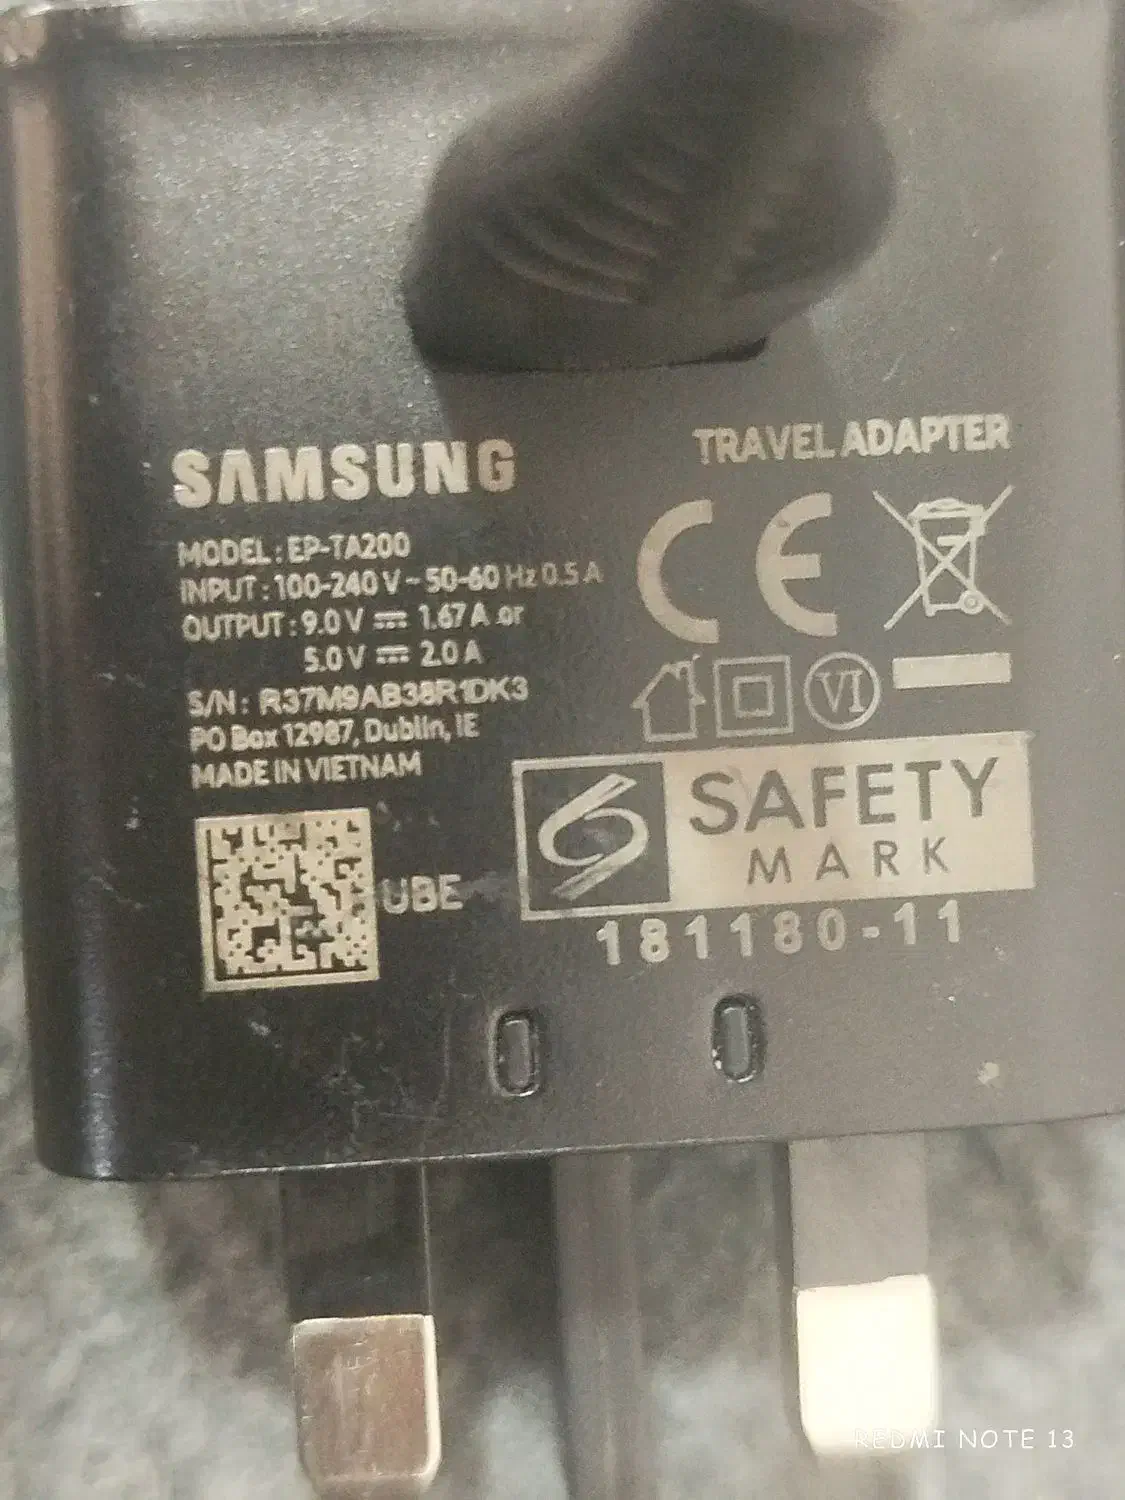 SAMSUNG
TRAVEL ADAPTER
MODEL : EP-TA200
INPUT : 100-240 V ~ 50-60 Hz 0.5 A
OUTPUT : 9.0 V ⎓ 1.67 A or
5.0 V ⎓ 2.0 A
S/N : R37M9AB38R1DK3
PO Box 12987, Dublin, IE
MADE IN VIETNAM
CE
VI
SAFETY
MARK
181180-11
UBE
REDMI NOTE 13